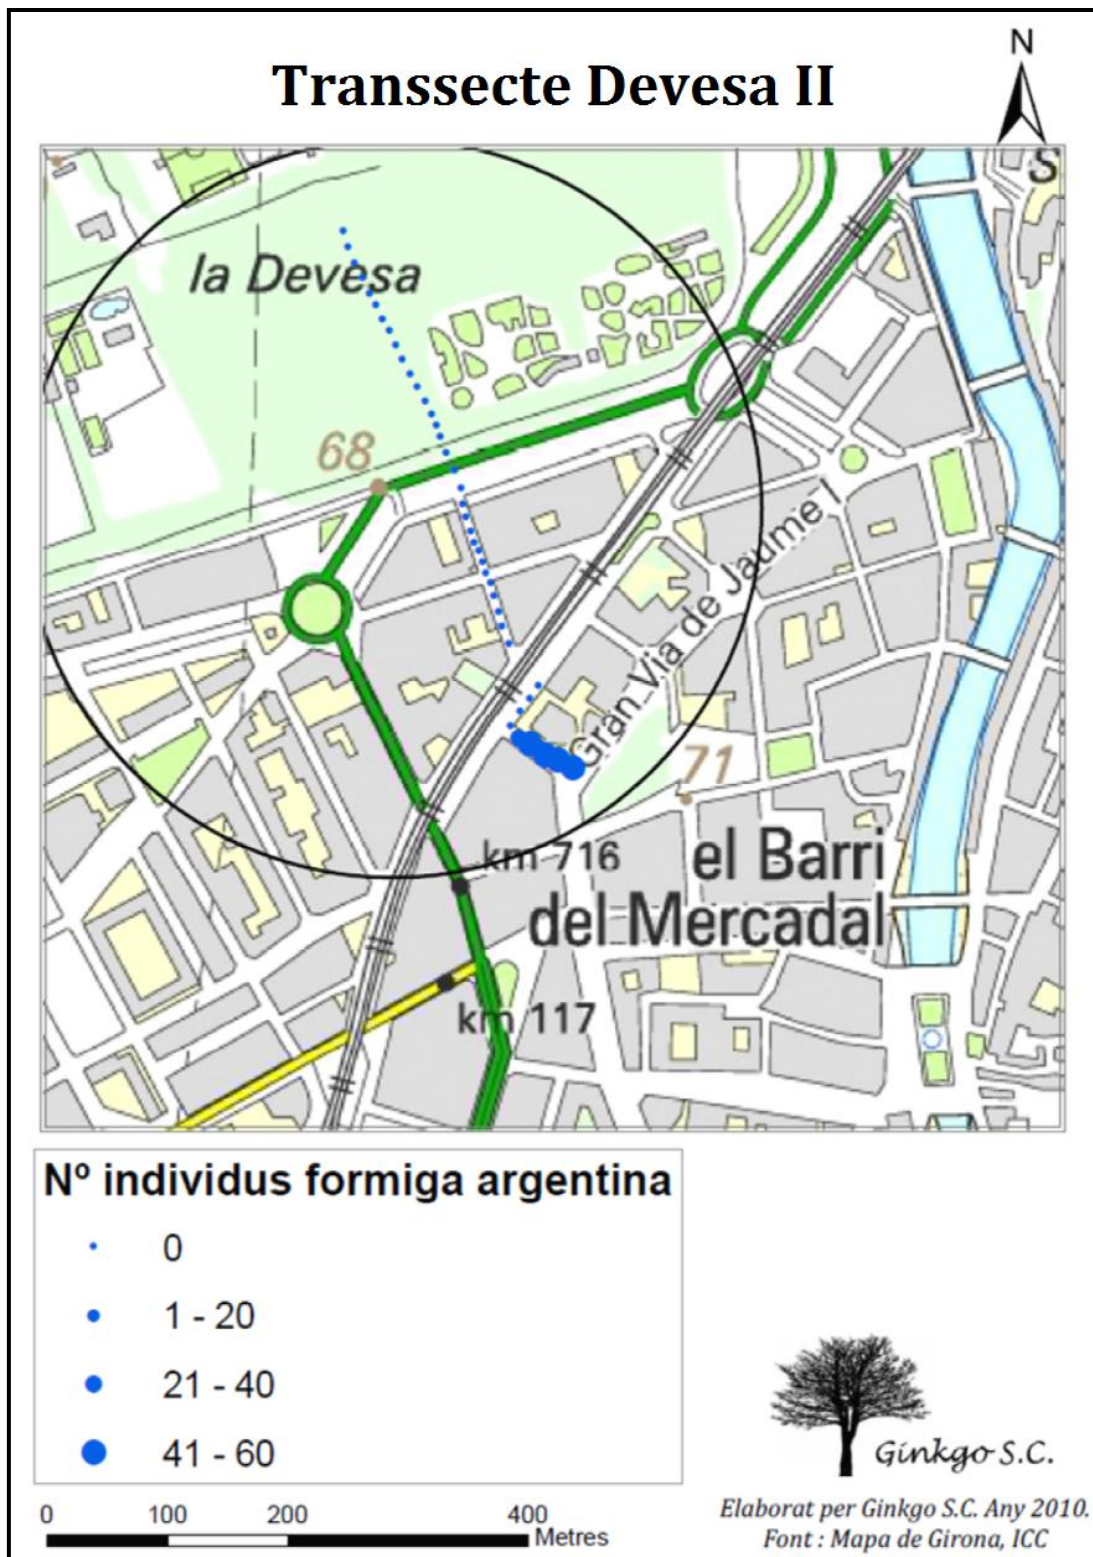 N
Transsecte Devesa II
S
la Devesa
68
Gran Via de Jaume I
71
km 716
el Barri
del Mercadal
km 117
Nº individus formiga argentina
0
1 - 20
21 - 40
41 - 60
0 100 200 400
Metres
Ginkgo S.C.
Elaborat per Ginkgo S.C. Any 2010.
Font : Mapa de Girona, ICC